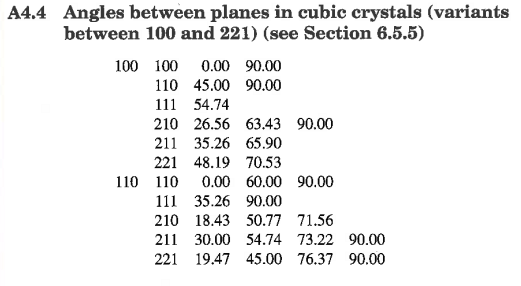 A4.4 Angles between planes in cubic crystals (variants
between 100 and 221) (see Section 6.5.5)
100 100 0.00 90.00
110 45.00 90.00
111 54.74
210 26.56 63.43 90.00
211 35.26 65.90
221 48.19 70.53
110 110 0.00 60.00 90.00
111 35.26 90.00
210 18.43 50.77 71.56
211 30.00 54.74 73.22 90.00
221 19.47 45.00 76.37 90.00